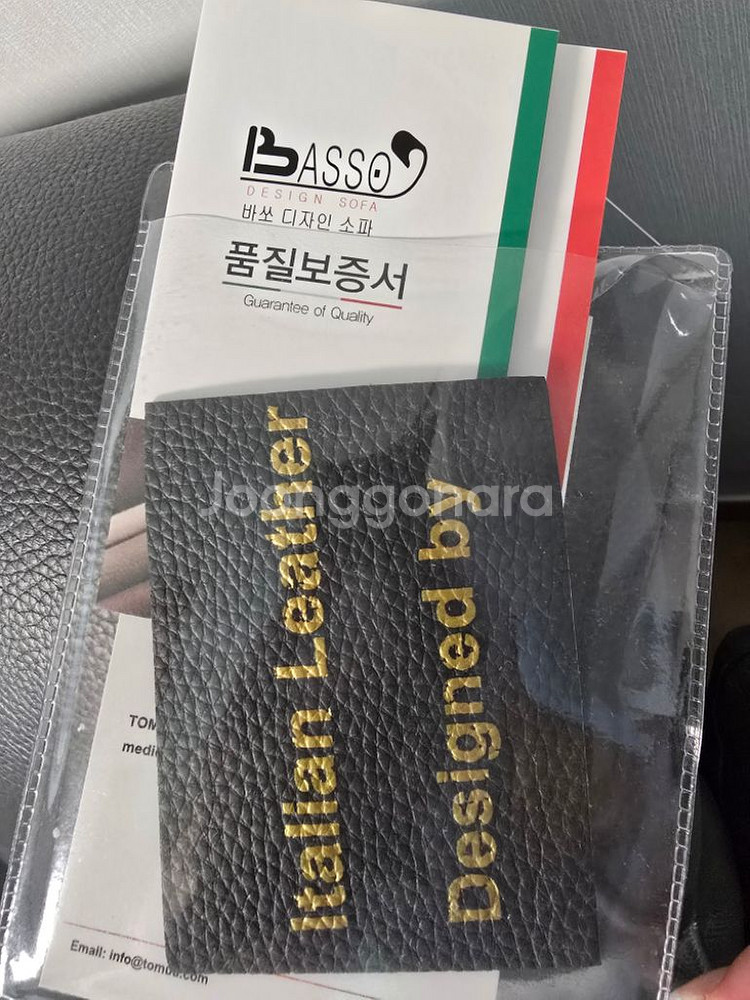 BASSO
DESIGN SOFA
바쏘 디자인 소파
품질보증서
Guarantee of Quality
Joonggonara
Italian Leather
Designed by
TOM
medi
Email: info@tomba.com